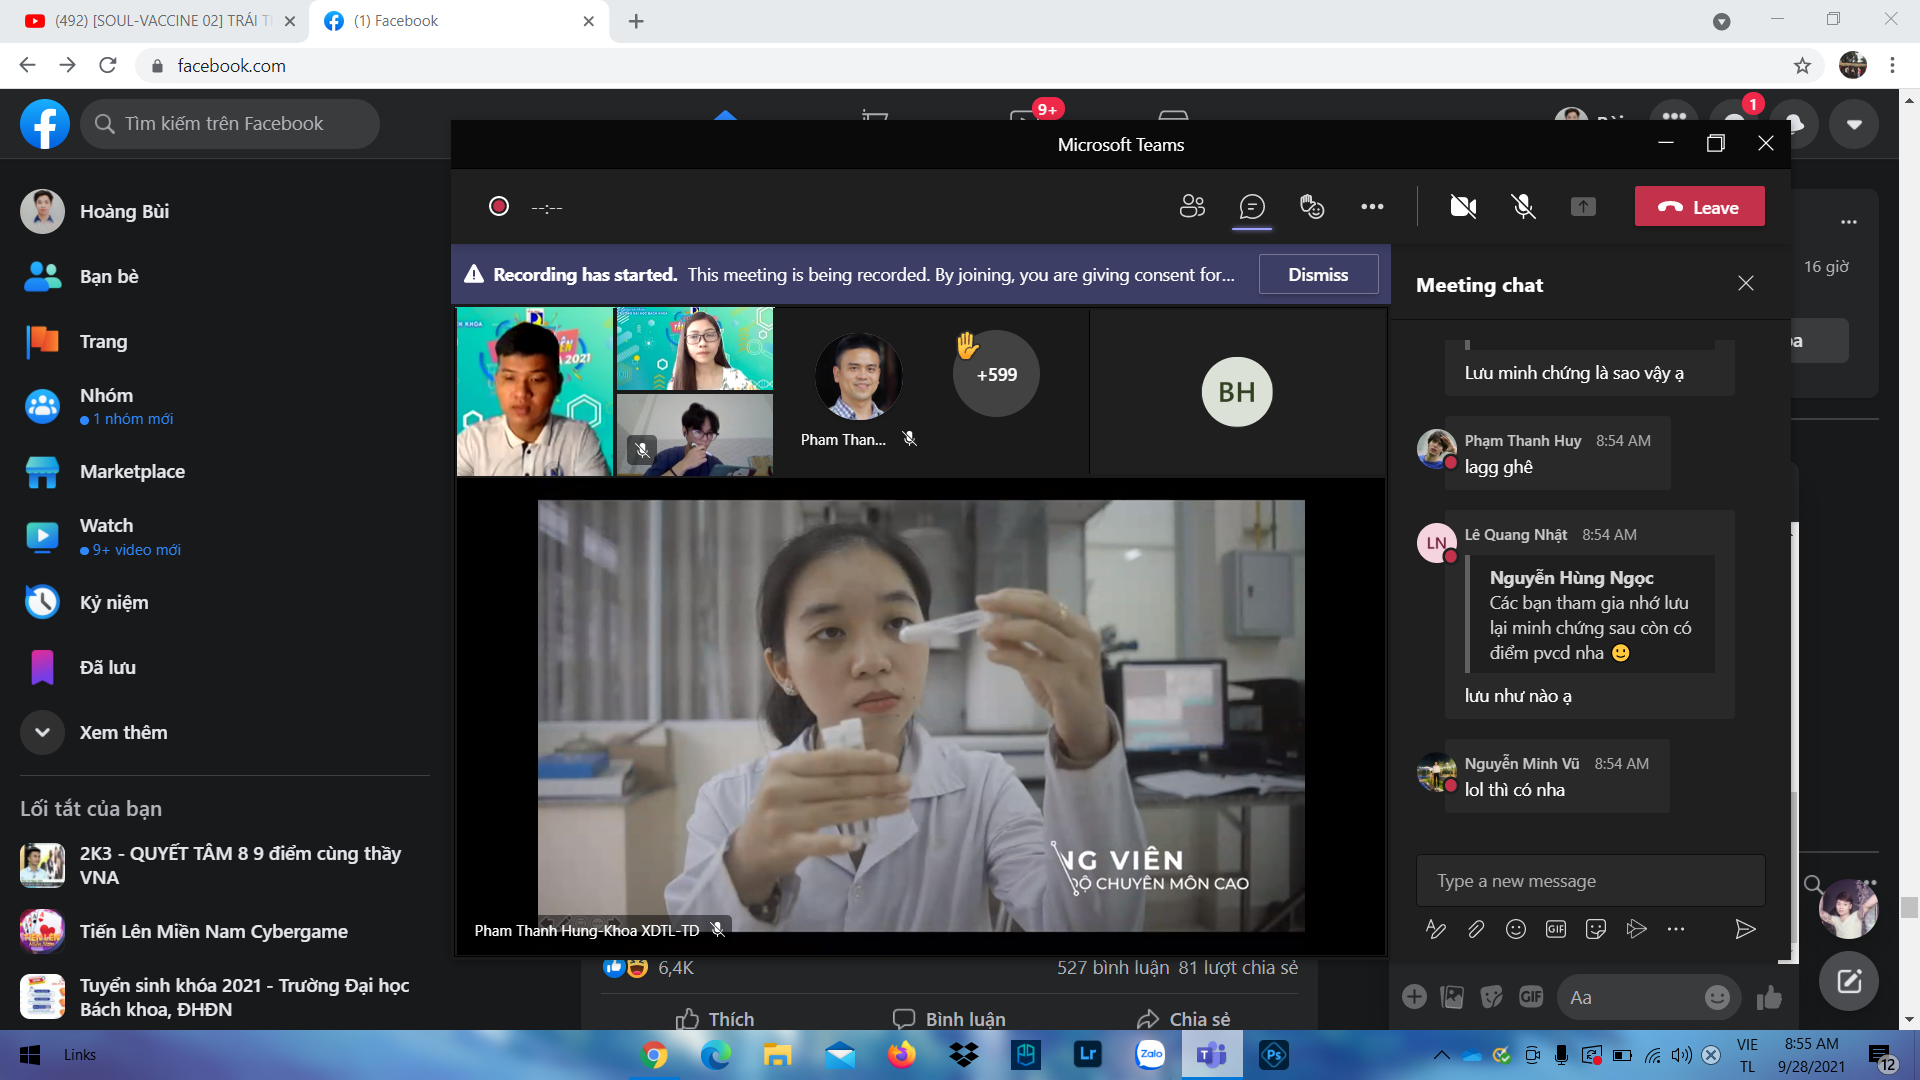 (492) [SOUL-VACCINE 02] TRÁI T
(1) Facebook
facebook.com
Tìm kiếm trên Facebook
9+
1
Microsoft Teams
--:--
Leave
Recording has started. This meeting is being recorded. By joining, you are giving consent for...
Dismiss
Meeting chat
16 giờ
Hoàng Bùi
Bạn bè
Trang
Nhóm
1 nhóm mới
Marketplace
Watch
9+ video mới
Kỷ niệm
Đã lưu
Xem thêm
Lối tắt của bạn
2K3 - QUYẾT TÂM 8 9 điểm cùng thầy
VNA
Tiến Lên Miền Nam Cybergame
Tuyển sinh khóa 2021 - Trường Đại học
Bách khoa, ĐHĐN
2021
Pham Than...
+599
BH
NG VIÊN
ĐỘ CHUYÊN MÔN CAO
Pham Thanh Hung-Khoa XDTL-TD
Lưu minh chứng là sao vậy ạ
Phạm Thanh Huy 8:54 AM
lagg ghê
LN
Lê Quang Nhật 8:54 AM
Nguyễn Hùng Ngọc
Các bạn tham gia nhớ lưu
lại minh chứng sau còn có
điểm pvcd nha
lưu như nào ạ
Nguyễn Minh Vũ 8:54 AM
lol thì có nha
Type a new message
GIF
6,4K
527 bình luận 81 lượt chia sẻ
Thích
Bình luận
Chia sẻ
GIF
Aa
Links
Lr
Zalo
Ps
VIE
TL
8:55 AM
9/28/2021
12